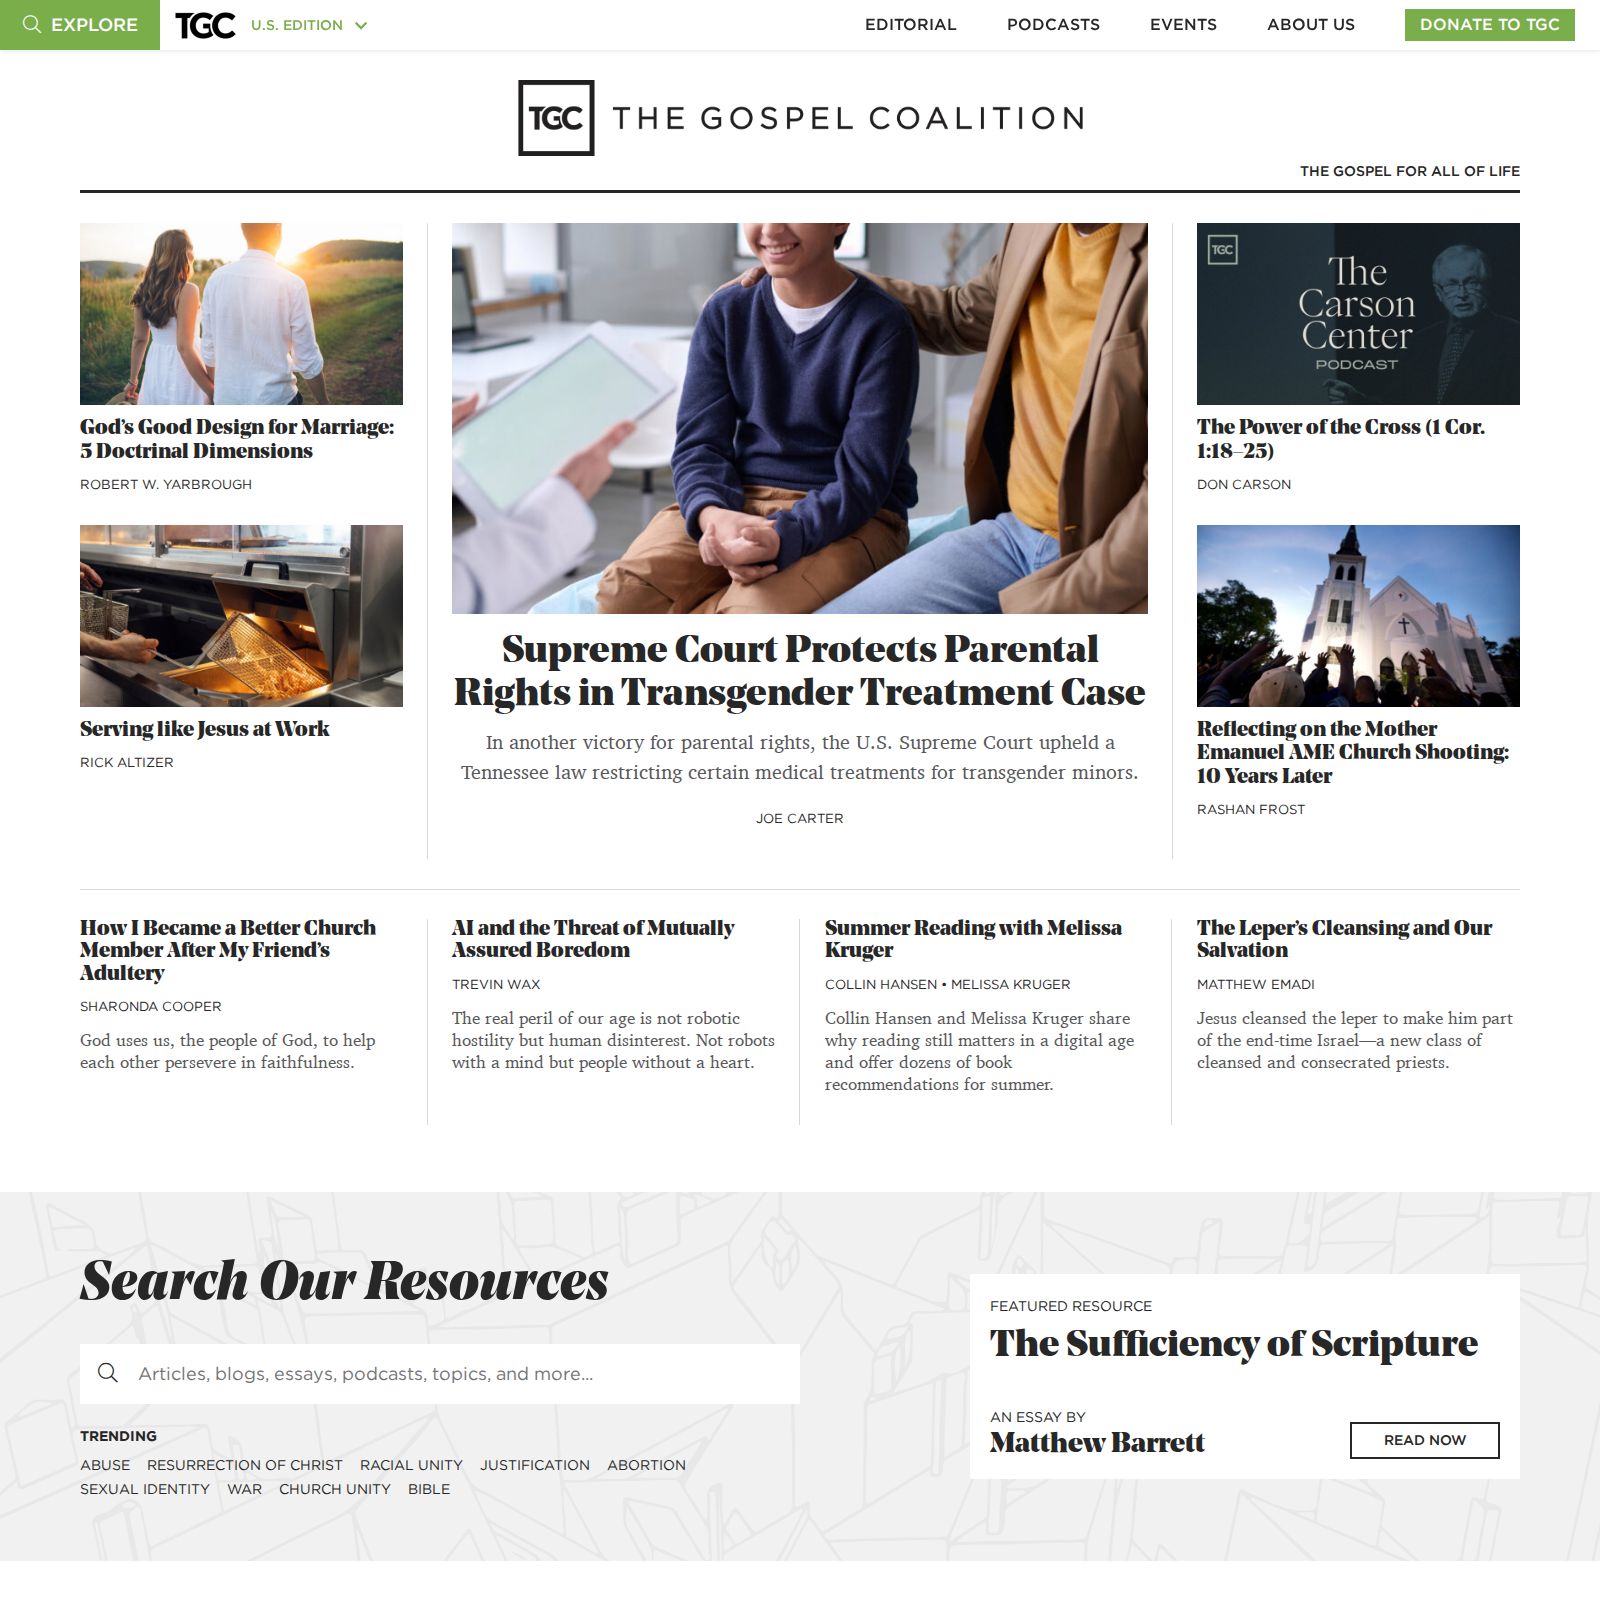 EXPLORE
TGC
U.S. EDITION
EDITORIAL
PODCASTS
EVENTS
ABOUT US
DONATE TO TGC
TGC
THE GOSPEL COALITION
THE GOSPEL FOR ALL OF LIFE
God's Good Design for Marriage:
5 Doctrinal Dimensions
ROBERT W. YARBROUGH
Serving like Jesus at Work
RICK ALTIZER
Supreme Court Protects Parental
Rights in Transgender Treatment Case
In another victory for parental rights, the U.S. Supreme Court upheld a
Tennessee law restricting certain medical treatments for transgender minors.
JOE CARTER
TGC
The
Carson
Center
PODCAST
The Power of the Cross (1 Cor.
1:18–25)
DON CARSON
Reflecting on the Mother
Emanuel AME Church Shooting:
10 Years Later
RASHAN FROST
How I Became a Better Church
Member After My Friend's
Adultery
SHARONDA COOPER
God uses us, the people of God, to help
each other persevere in faithfulness.
AI and the Threat of Mutually
Assured Boredom
TREVIN WAX
The real peril of our age is not robotic
hostility but human disinterest. Not robots
with a mind but people without a heart.
Summer Reading with Melissa
Kruger
COLLIN HANSEN • MELISSA KRUGER
Collin Hansen and Melissa Kruger share
why reading still matters in a digital age
and offer dozens of book
recommendations for summer.
The Leper's Cleansing and Our
Salvation
MATTHEW EMADI
Jesus cleansed the leper to make him part
of the end-time Israel—a new class of
cleansed and consecrated priests.
Search Our Resources
Articles, blogs, essays, podcasts, topics, and more...
TRENDING
ABUSE RESURRECTION OF CHRIST RACIAL UNITY JUSTIFICATION ABORTION
SEXUAL IDENTITY WAR CHURCH UNITY BIBLE
FEATURED RESOURCE
The Sufficiency of Scripture
AN ESSAY BY
Matthew Barrett
READ NOW